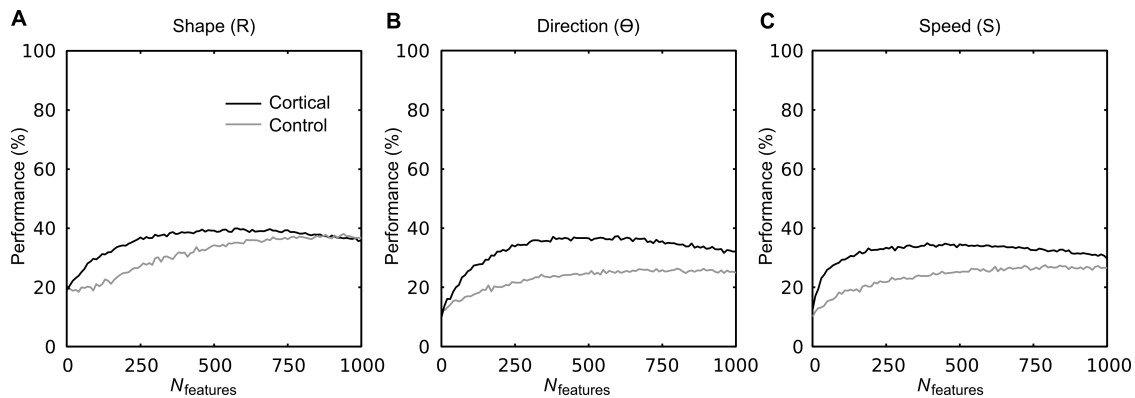 A
Shape (R)
Performance (%)
100
80
60
40
20
0
Cortical
Control
0 250 500 750 1000
Nfeatures
B
Direction (Θ)
Performance (%)
100
80
60
40
20
0
0 250 500 750 1000
Nfeatures
C
Speed (S)
Performance (%)
100
80
60
40
20
0
0 250 500 750 1000
Nfeatures